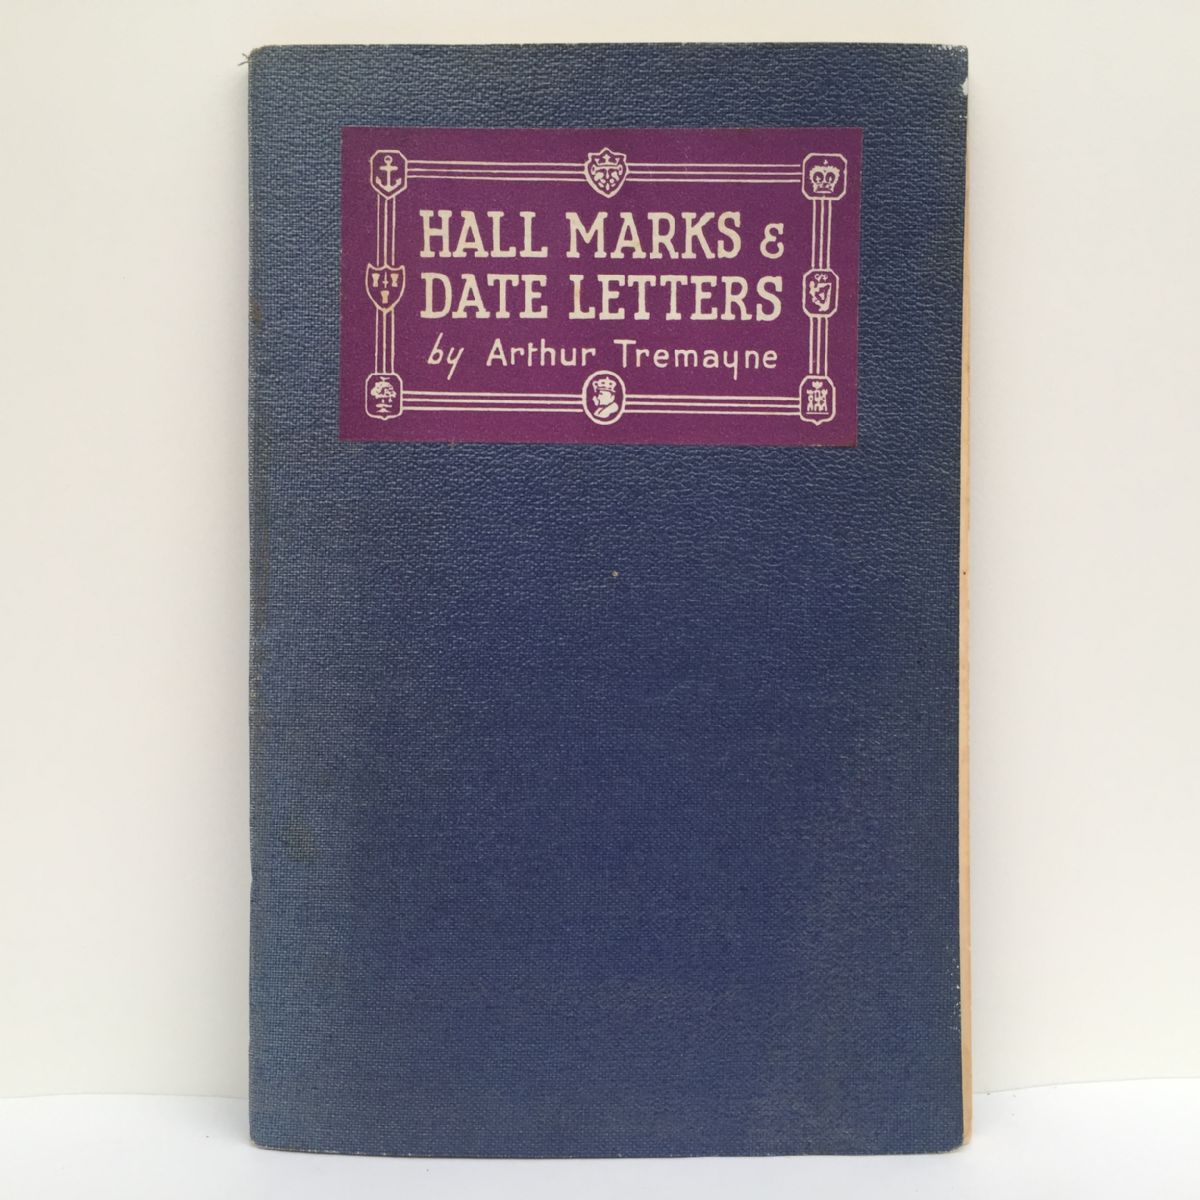 HALL MARKS &
DATE LETTERS
by Arthur Tremayne